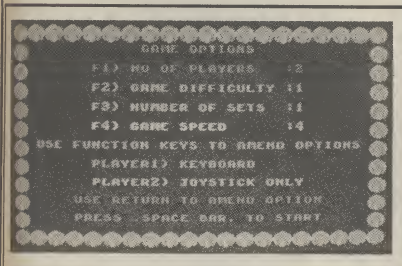 GAME OPTIONS
F1) NO OF PLAYERS :2
F2) GAME DIFFICULTY :1
F3) NUMBER OF SETS :1
F4) GAME SPEED :4
USE FUNCTION KEYS TO AMEND OPTIONS
PLAYER1) KEYBOARD
PLAYER2) JOYSTICK ONLY
USE RETURN TO AMEND OPTION
PRESS .SPACE BAR. TO START